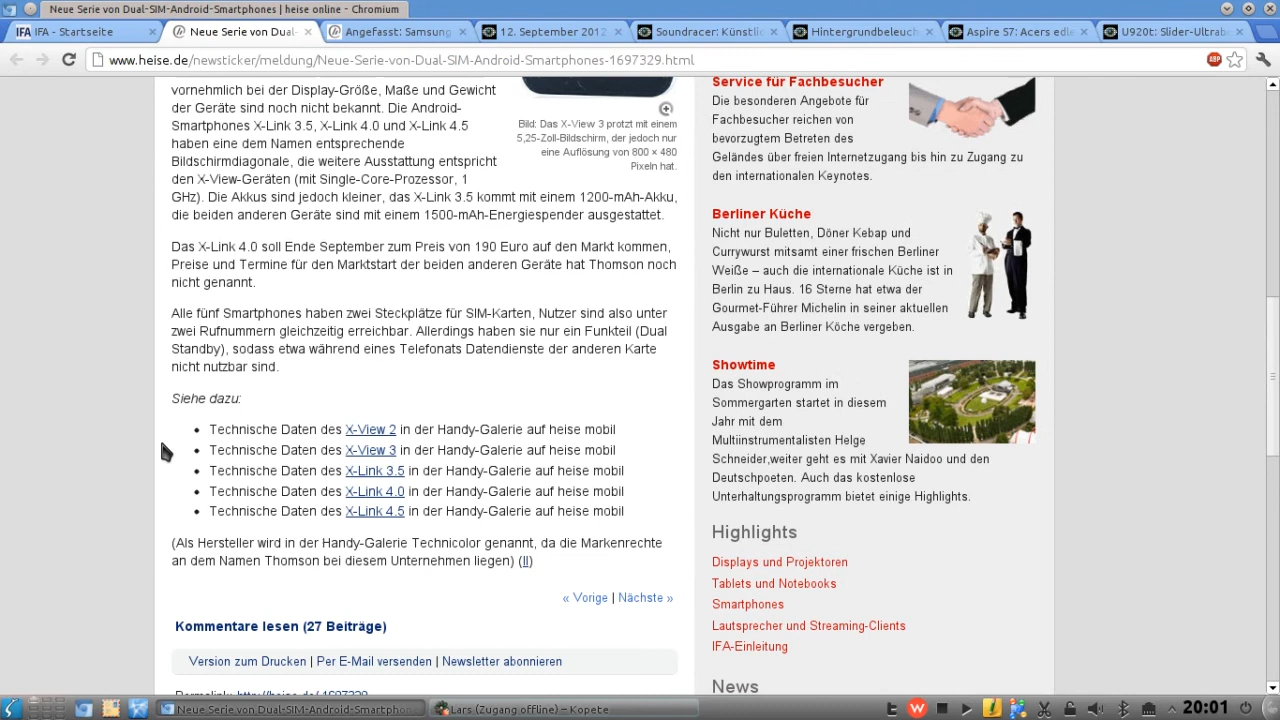 Neue Serie von Dual-SIM-Android-Smartphones | heise online - Chromium
IFA IFA - Startseite
Neue Serie von Dual-
Angefasst: Samsung
12. September 2012
Soundracer: Künstlic
Hintergrundbeleuch
Aspire S7: Acers edle
U920t: Slider-Ultrab
www.heise.de/newsticker/meldung/Neue-Serie-von-Dual-SIM-Android-Smartphones-1697329.html
ABP
vornehmlich bei der Display-Größe, Maße und Gewicht
der Geräte sind noch nicht bekannt. Die Android-
Smartphones X-Link 3.5, X-Link 4.0 und X-Link 4.5
haben eine dem Namen entsprechende
Bildschirmdiagonale, die weitere Ausstattung entspricht
den X-View-Geräten (mit Single-Core-Prozessor, 1
GHz). Die Akkus sind jedoch kleiner, das X-Link 3.5 kommt mit einem 1200-mAh-Akku,
die beiden anderen Geräte sind mit einem 1500-mAh-Energiespender ausgestattet.
Bild: Das X-View 3 protzt mit einem
5,25-Zoll-Bildschirm, der jedoch nur
eine Auflösung von 800 × 480
Pixeln hat.
Das X-Link 4.0 soll Ende September zum Preis von 190 Euro auf den Markt kommen,
Preise und Termine für den Marktstart der beiden anderen Geräte hat Thomson noch
nicht genannt.
Alle fünf Smartphones haben zwei Steckplätze für SIM-Karten, Nutzer sind also unter
zwei Rufnummern gleichzeitig erreichbar. Allerdings haben sie nur ein Funkteil (Dual
Standby), sodass etwa während eines Telefonats Datendienste der anderen Karte
nicht nutzbar sind.
Siehe dazu:
• Technische Daten des X-View 2 in der Handy-Galerie auf heise mobil
• Technische Daten des X-View 3 in der Handy-Galerie auf heise mobil
• Technische Daten des X-Link 3.5 in der Handy-Galerie auf heise mobil
• Technische Daten des X-Link 4.0 in der Handy-Galerie auf heise mobil
• Technische Daten des X-Link 4.5 in der Handy-Galerie auf heise mobil
(Als Hersteller wird in der Handy-Galerie Technicolor genannt, da die Markenrechte
an dem Namen Thomson bei diesem Unternehmen liegen) (ll)
« Vorige | Nächste »
Kommentare lesen (27 Beiträge)
Version zum Drucken | Per E-Mail versenden | Newsletter abonnieren
Permalink: http://heise.de/-1697329
Service für Fachbesucher
Die besonderen Angebote für
Fachbesucher reichen von
bevorzugtem Betreten des
Geländes über freien Internetzugang bis hin zu Zugang zu
den internationalen Keynotes.
Berliner Küche
Nicht nur Buletten, Döner Kebap und
Currywurst mitsamt einer frischen Berliner
Weiße – auch die internationale Küche ist in
Berlin zu Haus. 16 Sterne hat etwa der
Gourmet-Führer Michelin in seiner aktuellen
Ausgabe an Berliner Köche vergeben.
Showtime
Das Showprogramm im
Sommergarten startet in diesem
Jahr mit dem
Multiinstrumentalisten Helge
Schneider,weiter geht es mit Xavier Naidoo und den
Deutschpoeten. Auch das kostenlose
Unterhaltungsprogramm bietet einige Highlights.
Highlights
Displays und Projektoren
Tablets und Notebooks
Smartphones
Lautsprecher und Streaming-Clients
IFA-Einleitung
News
Neue Serie von Dual-SIM-Android-Smartphon
Lars (Zugang offline) – Kopete
20:01